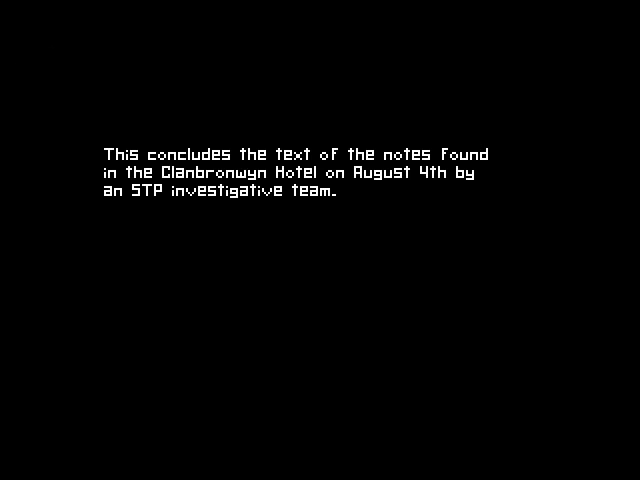 This concludes the text of the notes found
in the Clanbronwyn Hotel on August 4th by
an STP investigative team.